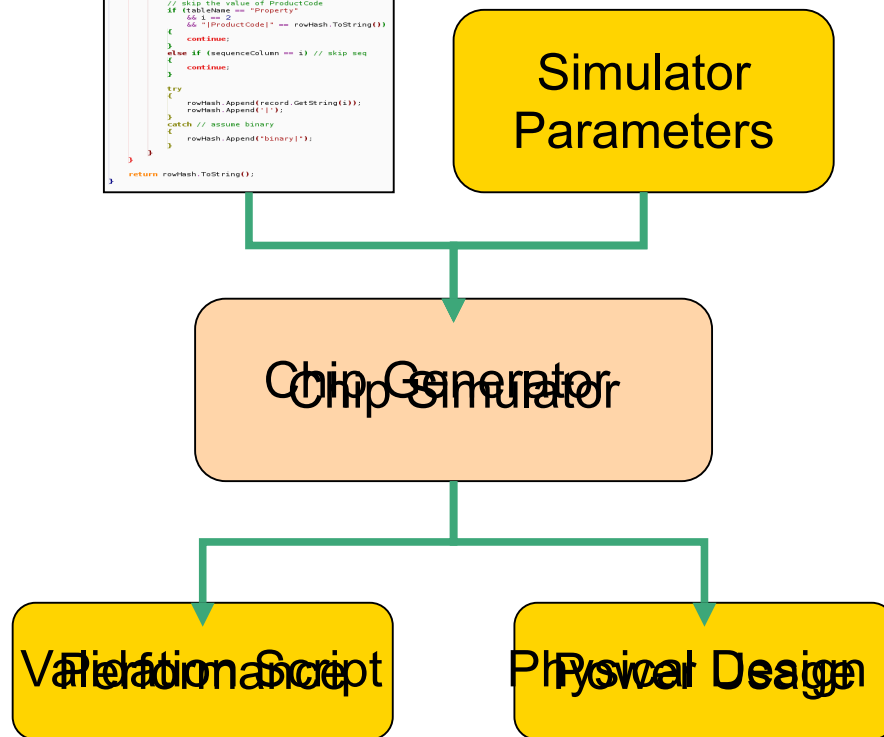 // skip the value of ProductCode
if (tableName == "Property"
&& i == 2
&& "|ProductCode|" == rowHash.ToString())
{
continue;
}
else if (sequenceColumn == i) // skip seq
{
continue;
}
try
{
rowHash.Append(record.GetString(i));
rowHash.Append('|');
}
catch // assume binary
{
rowHash.Append("binary|");
}
}
}
return rowHash.ToString();
}
Simulator
Parameters
Chip Generator
Chip Simulator
Validation Script
Performance
Physical Design
Power Usage